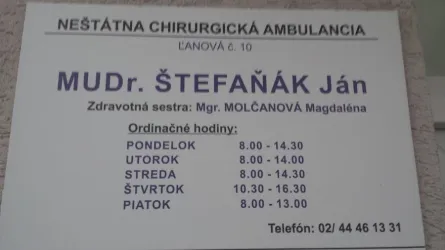 NEŠTÁTNA CHIRURGICKÁ AMBULANCIA
ĽANOVÁ č. 10
MUDr. ŠTEFAŇÁK Ján
Zdravotná sestra: Mgr. MOLČANOVÁ Magdaléna
Ordinačné hodiny:
PONDELOK 8.00 - 14.30
UTOROK 8.00 - 14.00
STREDA 8.00 - 14.30
ŠTVRTOK 10.30 - 16.30
PIATOK 8.00 - 13.00
Telefón: 02/ 44 46 13 31